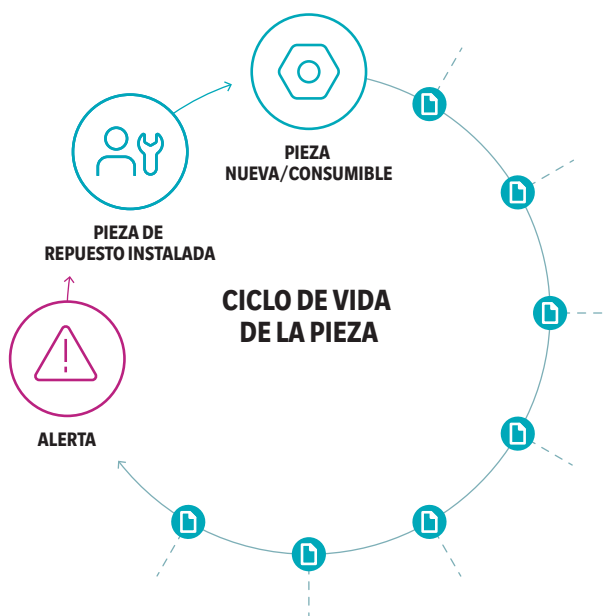 PIEZA
NUEVA/CONSUMIBLE
PIEZA DE
REPUESTO INSTALADA
CICLO DE VIDA
DE LA PIEZA
ALERTA